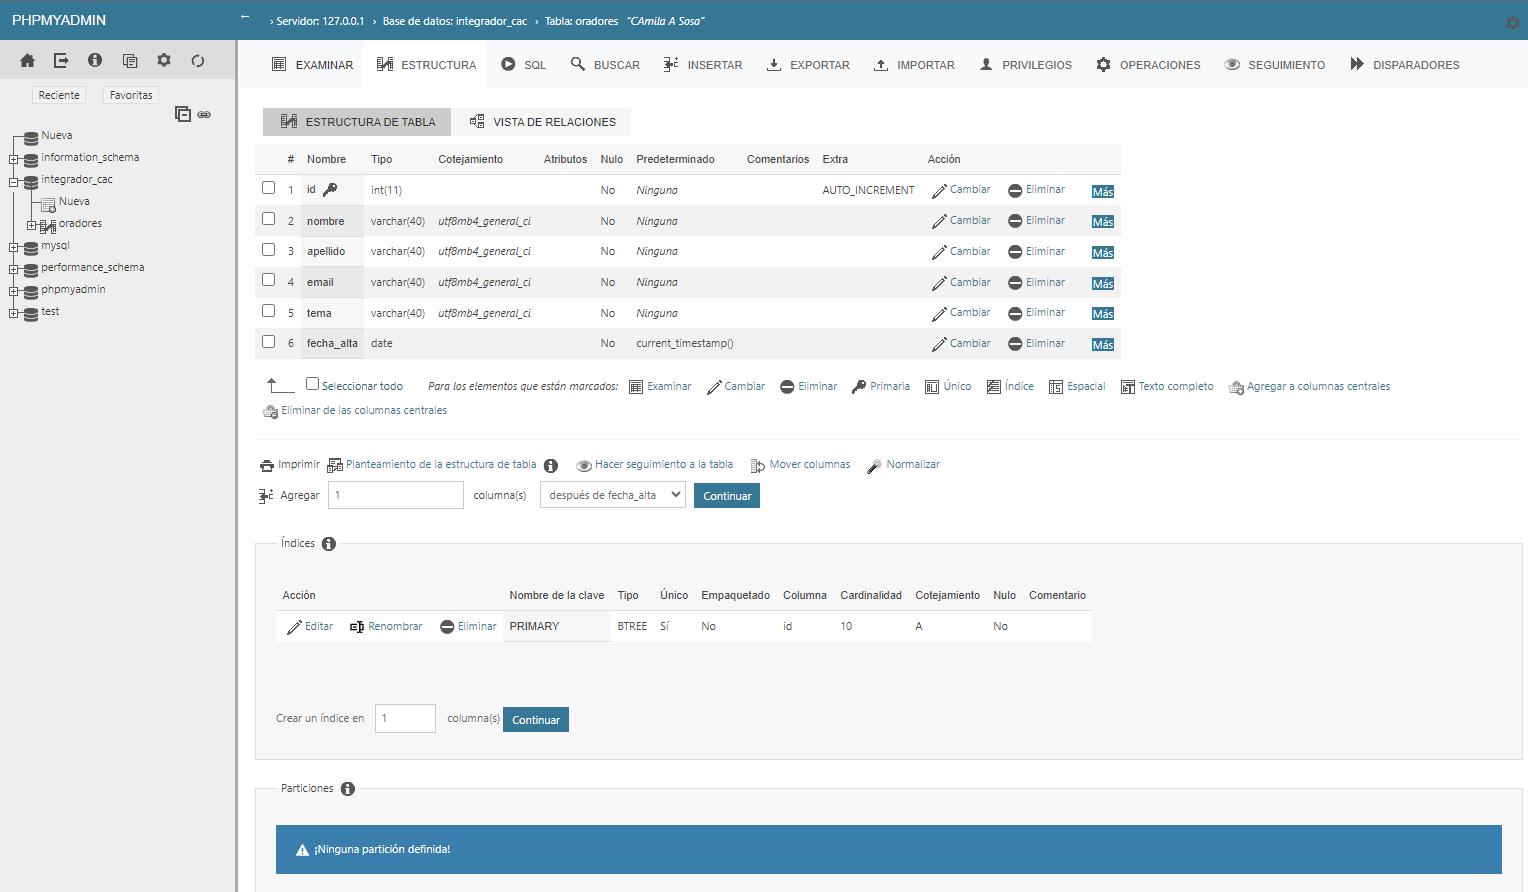 PHPMYADMIN
← › Servidor: 127.0.0.1 › Base de datos: integrador_cac › Tabla: oradores "CAmila A Sosa"
Reciente Favoritas
Nueva
information_schema
integrador_cac
Nueva
oradores
mysql
performance_schema
phpmyadmin
test
EXAMINAR ESTRUCTURA SQL BUSCAR INSERTAR EXPORTAR IMPORTAR PRIVILEGIOS OPERACIONES SEGUIMIENTO DISPARADORES
ESTRUCTURA DE TABLA VISTA DE RELACIONES
# Nombre Tipo Cotejamiento Atributos Nulo Predeterminado Comentarios Extra Acción
1 id int(11) No Ninguna AUTO_INCREMENT Cambiar Eliminar Más
2 nombre varchar(40) utf8mb4_general_ci No Ninguna Cambiar Eliminar Más
3 apellido varchar(40) utf8mb4_general_ci No Ninguna Cambiar Eliminar Más
4 email varchar(40) utf8mb4_general_ci No Ninguna Cambiar Eliminar Más
5 tema varchar(40) utf8mb4_general_ci No Ninguna Cambiar Eliminar Más
6 fecha_alta date No current_timestamp() Cambiar Eliminar Más
Seleccionar todo Para los elementos que están marcados: Examinar Cambiar Eliminar Primaria Único Índice Espacial Texto completo Agregar a columnas centrales
Eliminar de las columnas centrales
Imprimir Planteamiento de la estructura de tabla Hacer seguimiento a la tabla Mover columnas Normalizar
Agregar 1 columna(s) después de fecha_alta Continuar
Índices
Acción Nombre de la clave Tipo Único Empaquetado Columna Cardinalidad Cotejamiento Nulo Comentario
Editar Renombrar Eliminar PRIMARY BTREE Sí No id 10 A No
Crear un índice en 1 columna(s) Continuar
Particiones
¡Ninguna partición definida!